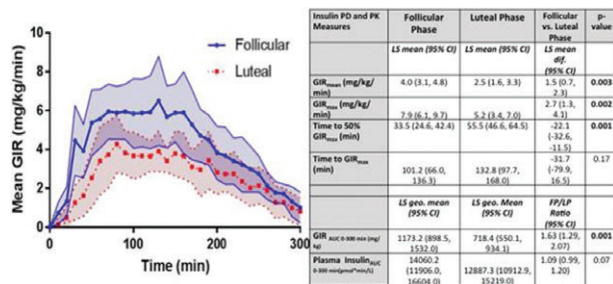 10
8
6
4
2
0
0
100
200
300
Mean GIR (mg/kg/min)
Time (min)
Follicular
Luteal
Insulin PD and PK
Measures
Follicular
Phase
Luteal Phase
Follicular
vs. Luteal
Phase
p-
value
LS mean (95% CI)
LS mean (95% CI)
LS mean
dif.
(95% CI)
GIRmean (mg/kg/
min)
4.0 (3.1, 4.8)
2.5 (1.6, 3.3)
1.5 (0.7,
2.3)
0.003
GIRmax (mg/kg/
min)
7.9 (6.1, 9.7)
5.2 (3.4, 7.0)
2.7 (1.3,
4.1)
0.002
Time to 50%
GIRmax (min)
33.5 (24.6, 42.4)
55.5 (46.6, 64.5)
-22.1
(-32.6,
-11.5)
0.001
Time to GIRmax
(min)
101.2 (66.0,
136.3)
132.8 (97.7,
168.0)
-31.7
(-79.9,
16.5)
0.17
LS geo. mean
(95% CI)
LS geo. Mean
(95% CI)
FP/LP
Ratio
(95% CI)
GIR AUC 0-300 min (mg/
kg)
1173.2 (898.5,
1532.0)
718.4 (550.1,
934.1)
1.63 (1.29,
2.07)
0.001
Plasma InsulinAUC
0-300 min(pmol*min/L)
14060.2
(11906.0,
16604.0)
12887.3 (10912.9,
15219.0)
1.09 (0.99,
1.20)
0.07